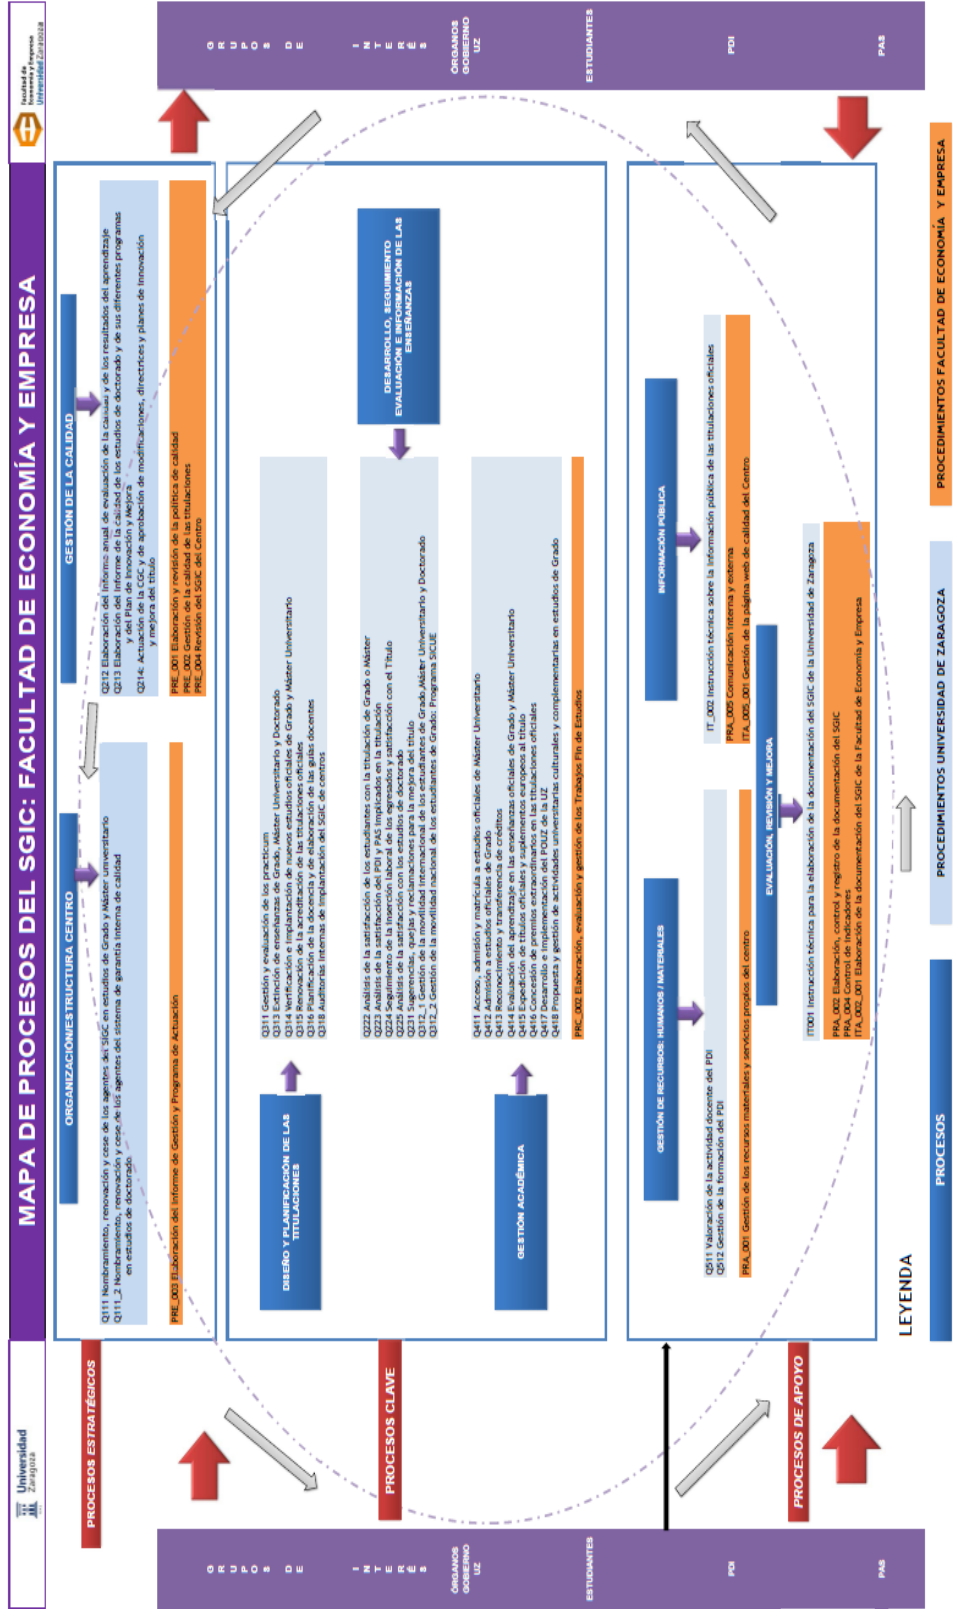 Universidad
Zaragoza
MAPA DE PROCESOS DEL SGIC: FACULTAD DE ECONOMÍA Y EMPRESA
Facultad de
Economía y Empresa
Universidad Zaragoza
PROCESOS ESTRATÉGICOS
ORGANIZACIÓN/ESTRUCTURA CENTRO
Q111 Nombramiento, renovación y cese de los agentes del SIGC en estudios de Grado y Máster Universitario
Q111_2 Nombramiento, renovación y cese de los agentes del sistema de garantía interna de calidad
en estudios de doctorado
PRE_003 Elaboración del Informe de Gestión y Programa de Actuación
GESTIÓN DE LA CALIDAD
Q212 Elaboración del Informe anual de evaluación de la calidad y de los resultados del aprendizaje
Q213 Elaboración del Informe de la calidad de los estudios de doctorado y de sus diferentes programas
y del Plan de Innovación y Mejora
Q214: Actuación de la CGC y de aprobación de modificaciones, directrices y planes de innovación
y mejora del título
PRE_001 Elaboración y revisión de la política de calidad
PRE_002 Gestión de la calidad de las titulaciones
PRE_004 Revisión del SGIC del Centro
PROCESOS CLAVE
DISEÑO Y PLANIFICACIÓN DE LAS
TITULACIONES
Q311 Gestión y evaluación de los practicum
Q313 Extinción de enseñanzas de Grado, Máster Universitario y Doctorado
Q314 Verificación e implantación de nuevos estudios oficiales de Grado y Máster Universitario
Q315 Renovación de la acreditación de las titulaciones oficiales
Q316 Planificación de la docencia y de elaboración de las guías docentes
Q318 Auditorías internas de implantación del SGIC de centros
DESARROLLO, SEGUIMIENTO
EVALUACIÓN E INFORMACIÓN DE LAS
ENSEÑANZAS
Q222 Análisis de la satisfacción de los estudiantes con la titulación de Grado o Máster
Q223 Análisis de la satisfacción del PDI y PAS implicados en la titulación
Q224 Seguimiento de la inserción laboral de los egresados y satisfacción con el Título
Q225 Análisis de la satisfacción con los estudios de doctorado
Q231 Sugerencias, quejas y reclamaciones para la mejora del título
Q312_1 Gestión de la movilidad internacional de los estudiantes de Grado,Máster Universitario y Doctorado
Q312_2 Gestión de la movilidad nacional de los estudiantes de Grado: Programa SICUE
GESTIÓN ACADÉMICA
Q411 Acceso, admisión y matrícula a estudios oficiales de Máster Universitario
Q412 Admisión a estudios oficiales de Grado
Q413 Reconocimiento y transferencia de créditos
Q414 Evaluación del aprendizaje en las enseñanzas oficiales de Grado y Máster Universitario
Q415 Expedición de títulos oficiales y suplementos europeos al título
Q416 Concesión de premios extraordinarios en las titulaciones oficiales
Q417 Desarrollo e implementación del POUZ de la UZ
Q418 Propuesta y gestión de actividades universitarias culturales y complementarias en estudios de Grado
PRC_002 Elaboración, evaluación y gestión de los Trabajos Fin de Estudios
PROCESOS DE APOYO
GESTIÓN DE RECURSOS: HUMANOS / MATERIALES
Q511 Valoración de la actividad docente del PDI
Q512 Gestión de la formación del PDI
PRA_001 Gestión de los recursos materiales y servicios propios del centro
INFORMACIÓN PÚBLICA
IT_002 Instrucción técnica sobre la información pública de las titulaciones oficiales
PRA_005 Comunicación interna y externa
ITA_005_001 Gestión de la página web de calidad del Centro
EVALUACIÓN, REVISIÓN Y MEJORA
IT001 Instrucción técnica para la elaboración de la documentación del SGIC de la Universidad de Zaragoza
PRA_002 Elaboración, control y registro de la documentación del SGIC
PRA_004 Control de Indicadores
ITA_002_001 Elaboración de la documentación del SGIC de la Facultad de Economía y Empresa
GRUPOS DE INTERÉS
ÓRGANOS
GOBIERNO
UZ
ESTUDIANTES
PDI
PAS
GRUPOS DE INTERÉS
ÓRGANOS
GOBIERNO
UZ
ESTUDIANTES
PDI
PAS
LEYENDA
PROCESOS
PROCEDIMIENTOS UNIVERSIDAD DE ZARAGOZA
PROCEDIMIENTOS FACULTAD DE ECONOMÍA Y EMPRESA